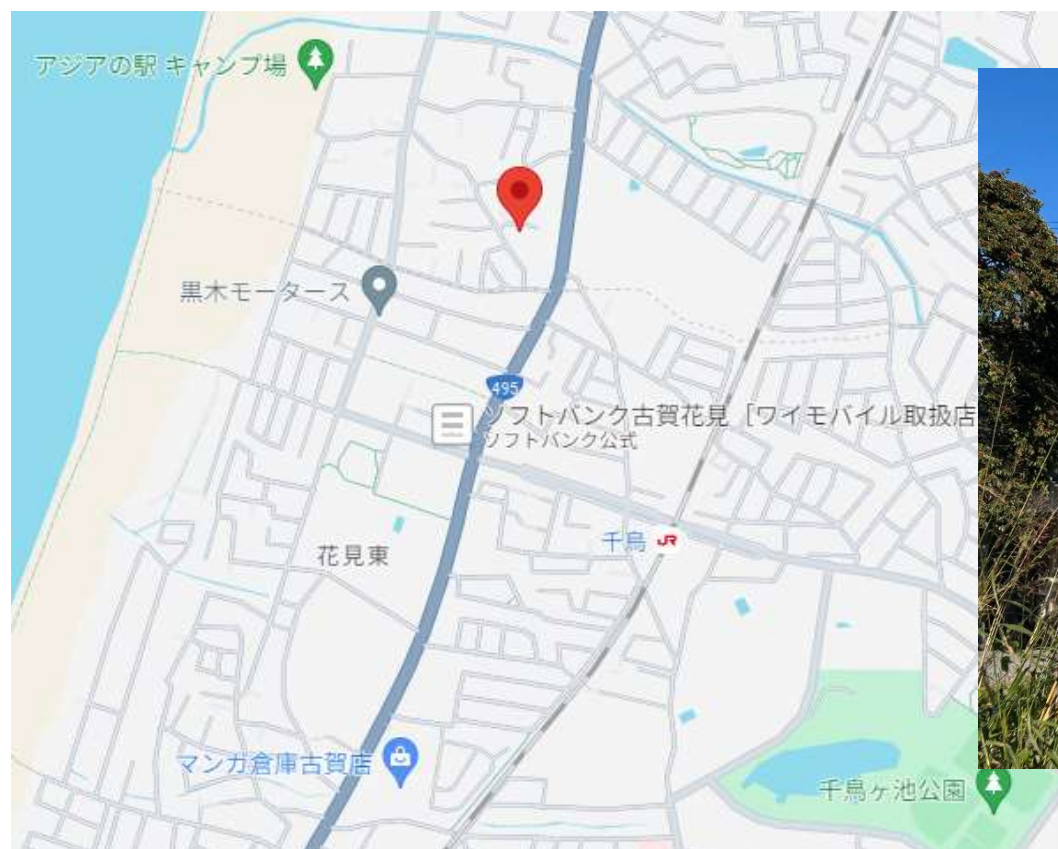 アジアの駅 キャンプ場
黒木モータース
495
ソフトバンク古賀花見［ワイモバイル取扱店
ソフトバンク公式
千鳥 JR
花見東
マンガ倉庫古賀店
千鳥ヶ池公園